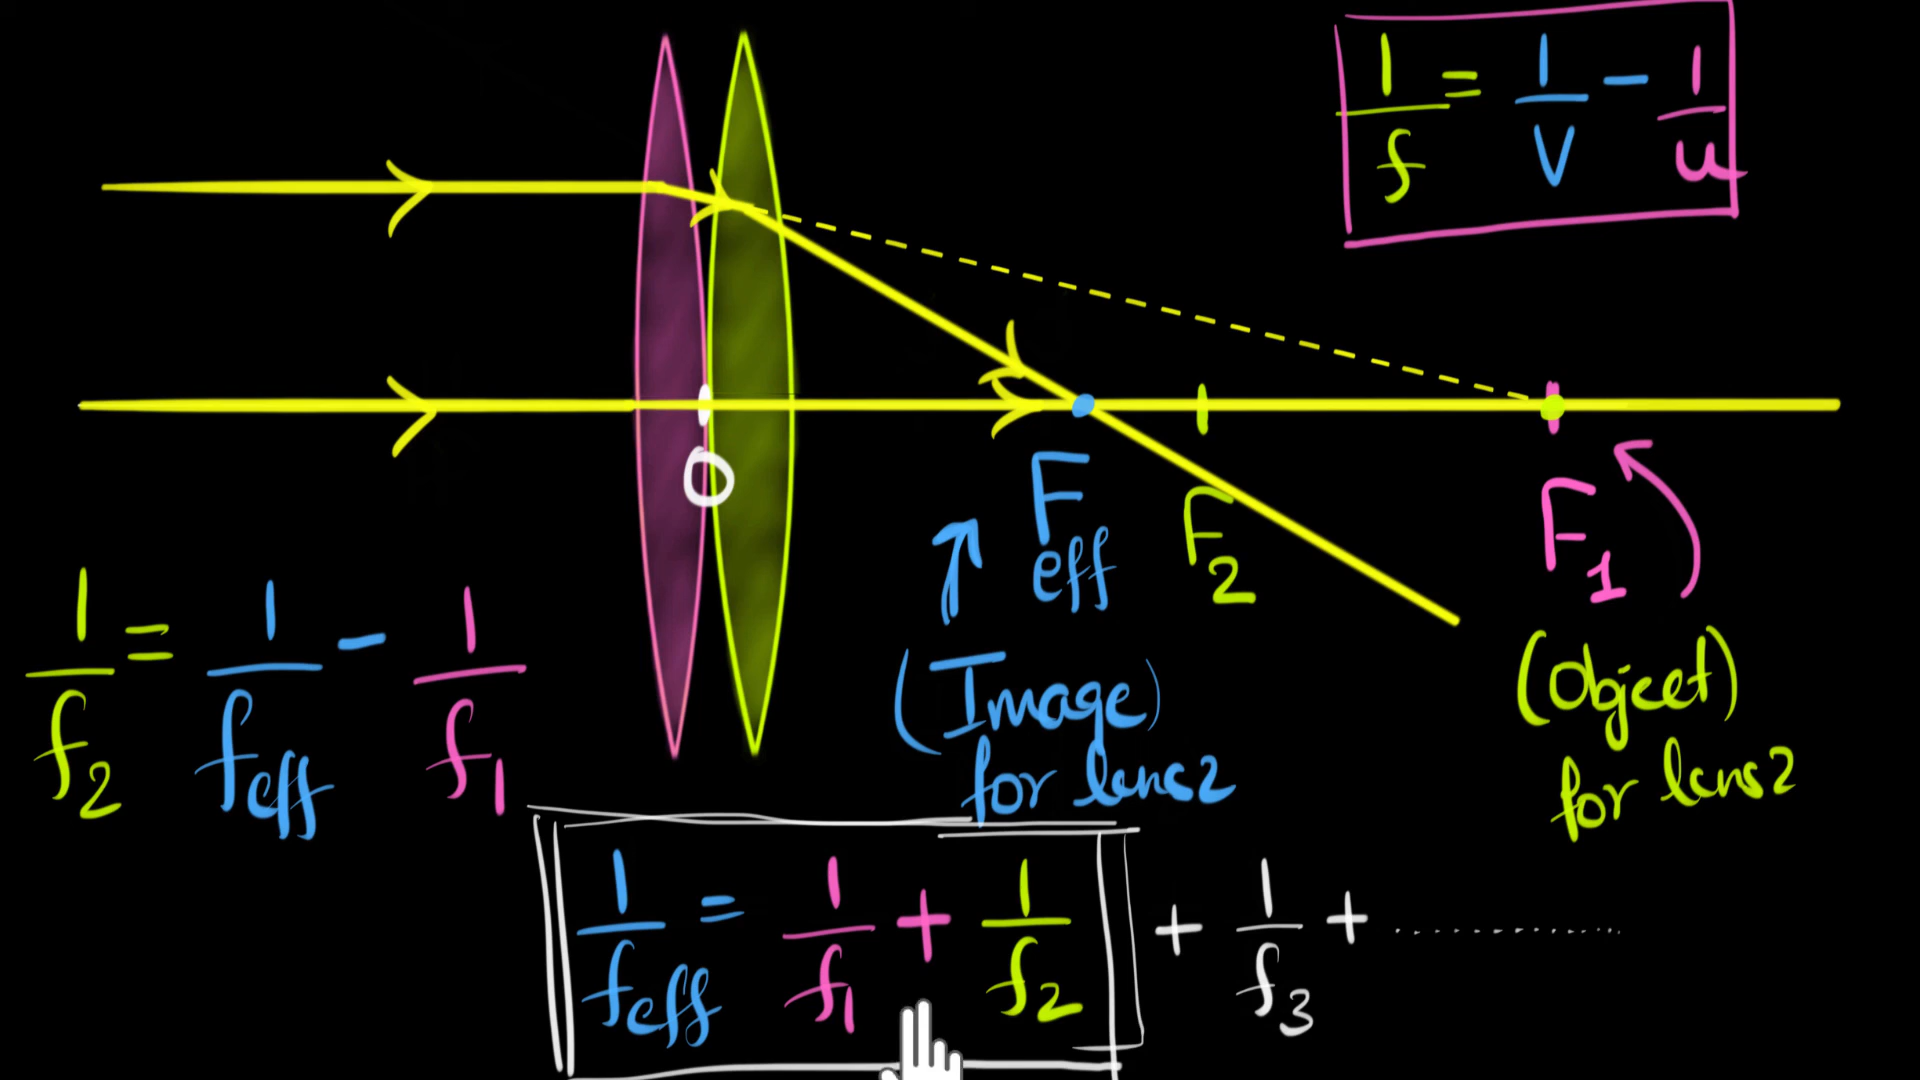 1/f = 1/v - 1/u
O
F_eff
F_2
F_1
1/f_2 = 1/f_eff - 1/f_1
(Image)
for lens2
(Object)
for lens2
1/f_eff = 1/f_1 + 1/f_2 + 1/f_3 + ..............